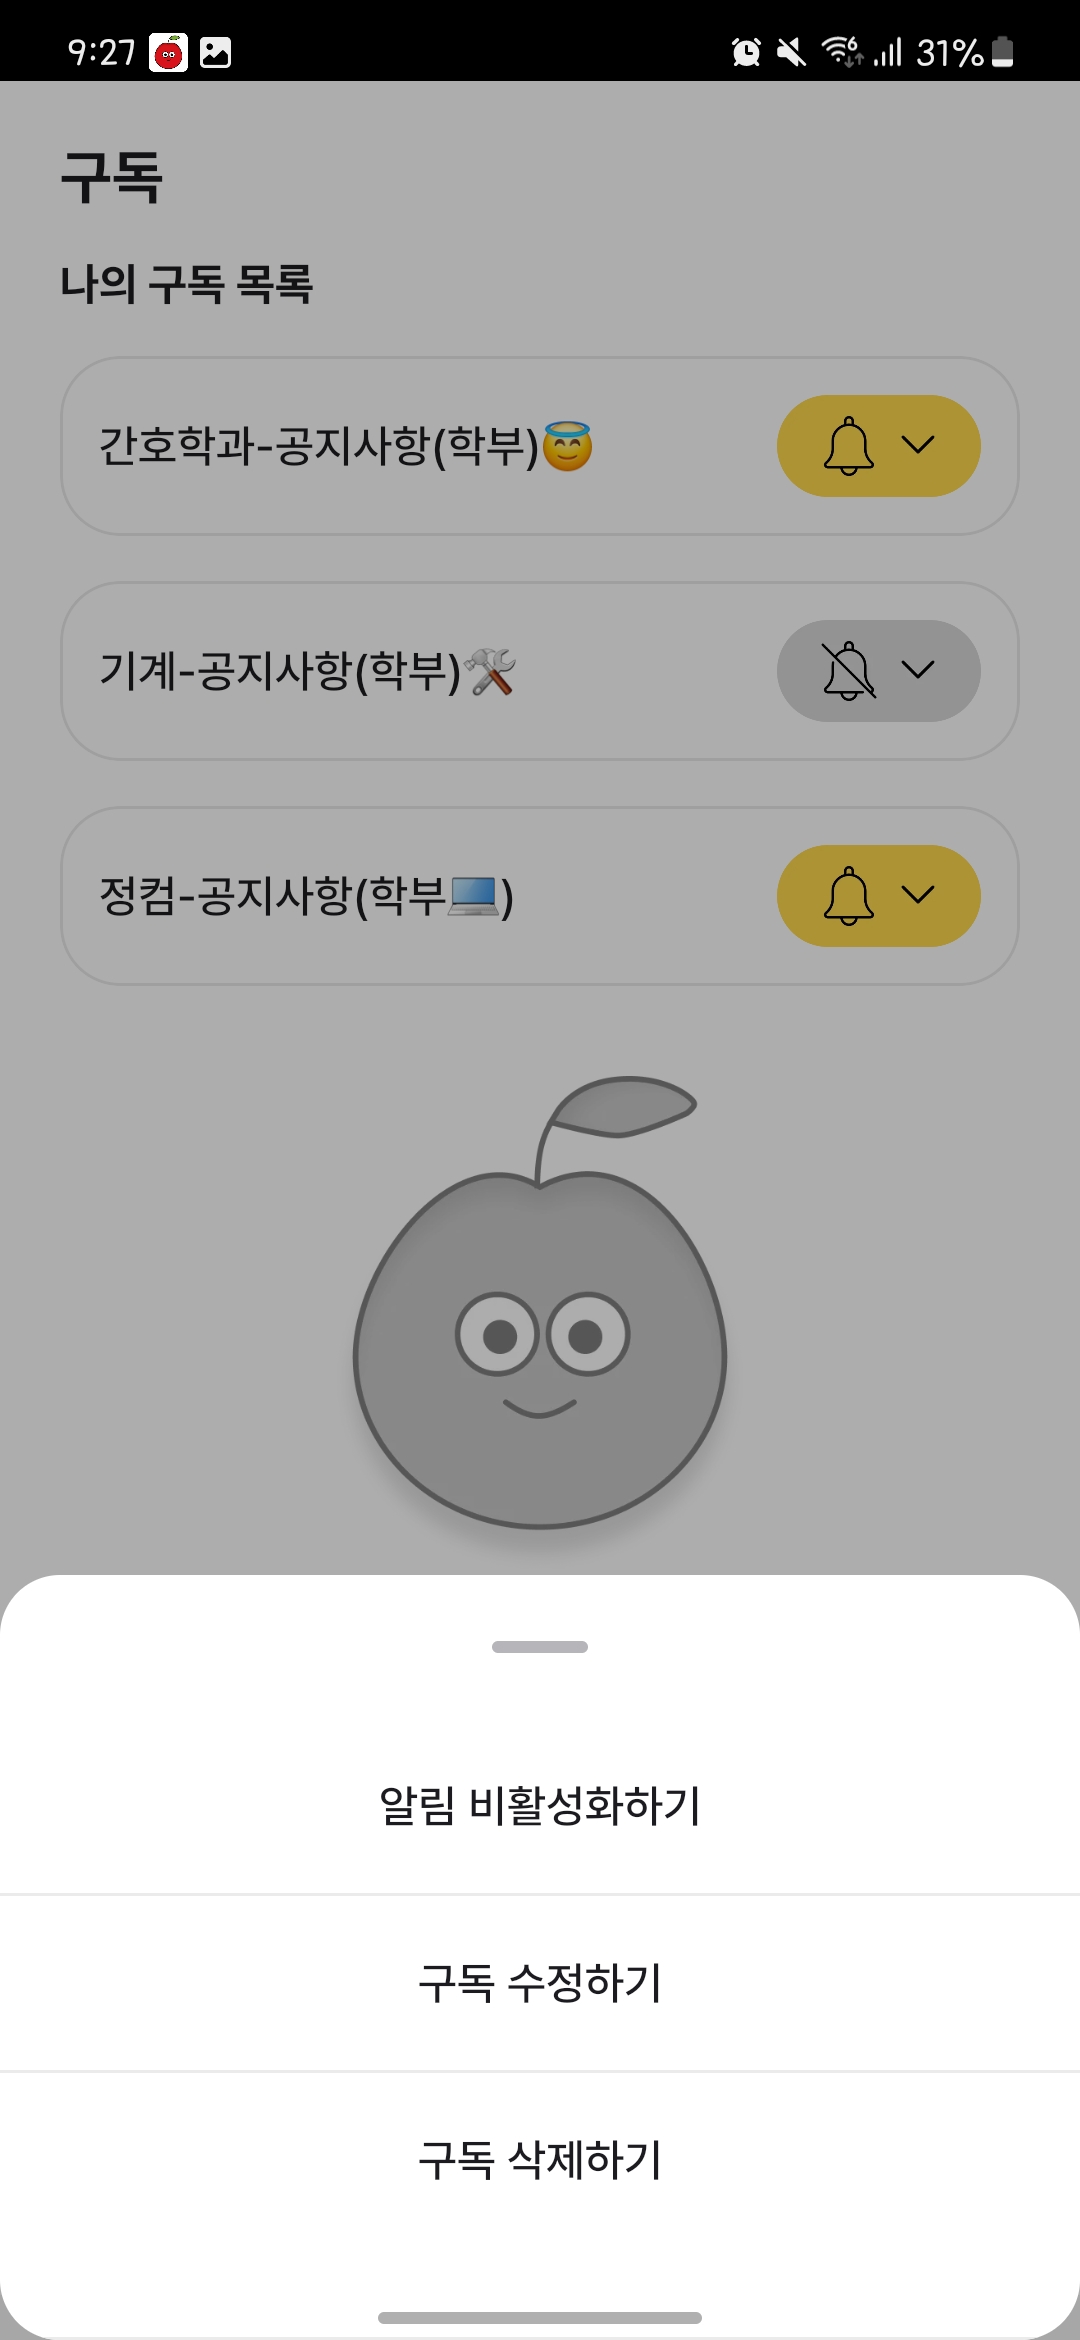 9:27 31%
구독
나의 구독 목록
간호학과-공지사항(학부)😇
기계-공지사항(학부)🛠️
정컴-공지사항(학부💻)
알림 비활성화하기
구독 수정하기
구독 삭제하기